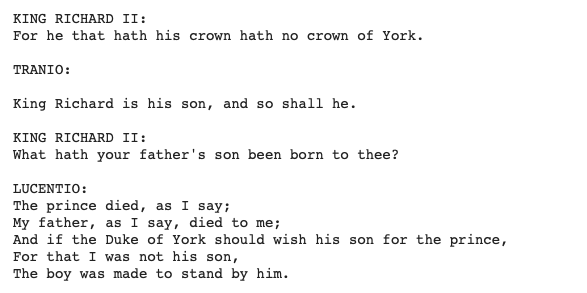 KING RICHARD II:
For he that hath his crown hath no crown of York.
TRANIO:
King Richard is his son, and so shall he.
KING RICHARD II:
What hath your father's son been born to thee?
LUCENTIO:
The prince died, as I say;
My father, as I say, died to me;
And if the Duke of York should wish his son for the prince,
For that I was not his son,
The boy was made to stand by him.